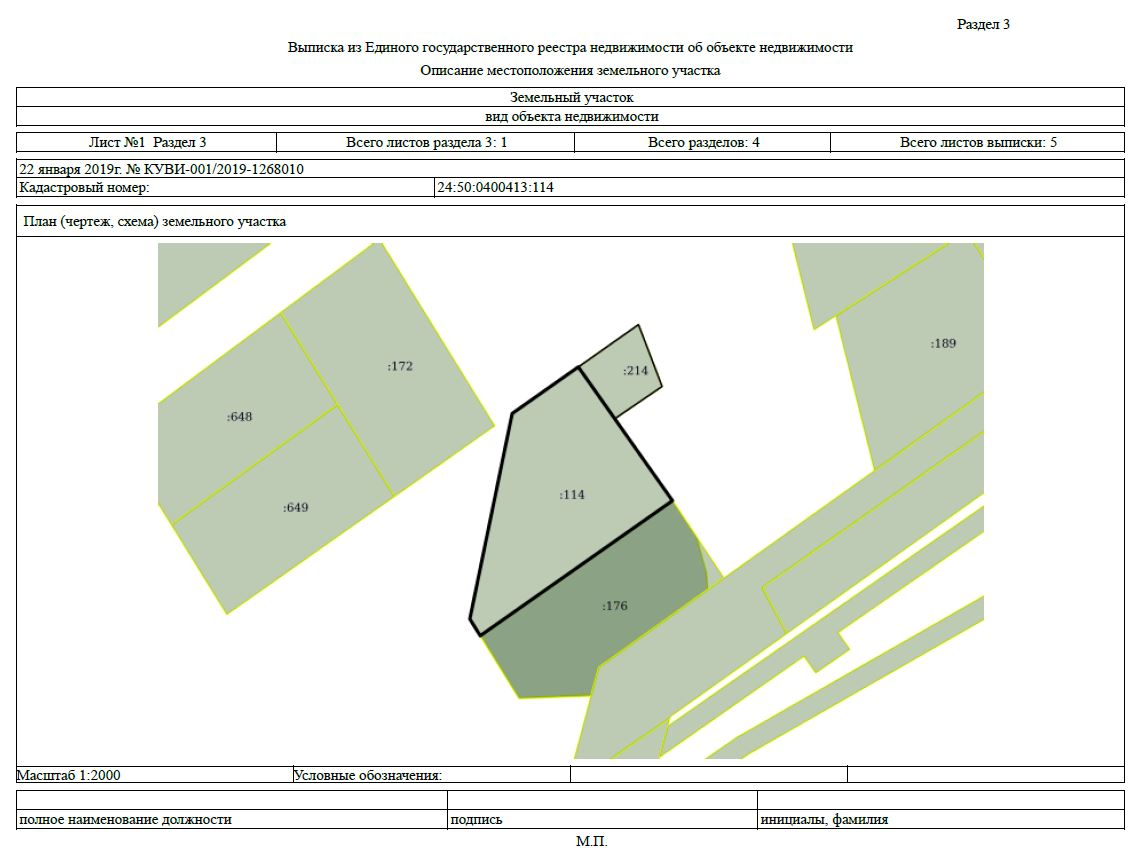 Раздел 3
Выписка из Единого государственного реестра недвижимости об объекте недвижимости
Описание местоположения земельного участка
Земельный участок
вид объекта недвижимости
Лист №1 Раздел 3 Всего листов раздела 3: 1 Всего разделов: 4 Всего листов выписки: 5
22 января 2019г. № КУВИ-001/2019-1268010
Кадастровый номер: 24:50:0400413:114
План (чертеж, схема) земельного участка
:189
:172
:214
:648
:114
:649
:176
Масштаб 1:2000 Условные обозначения:
полное наименование должности подпись инициалы, фамилия
М.П.